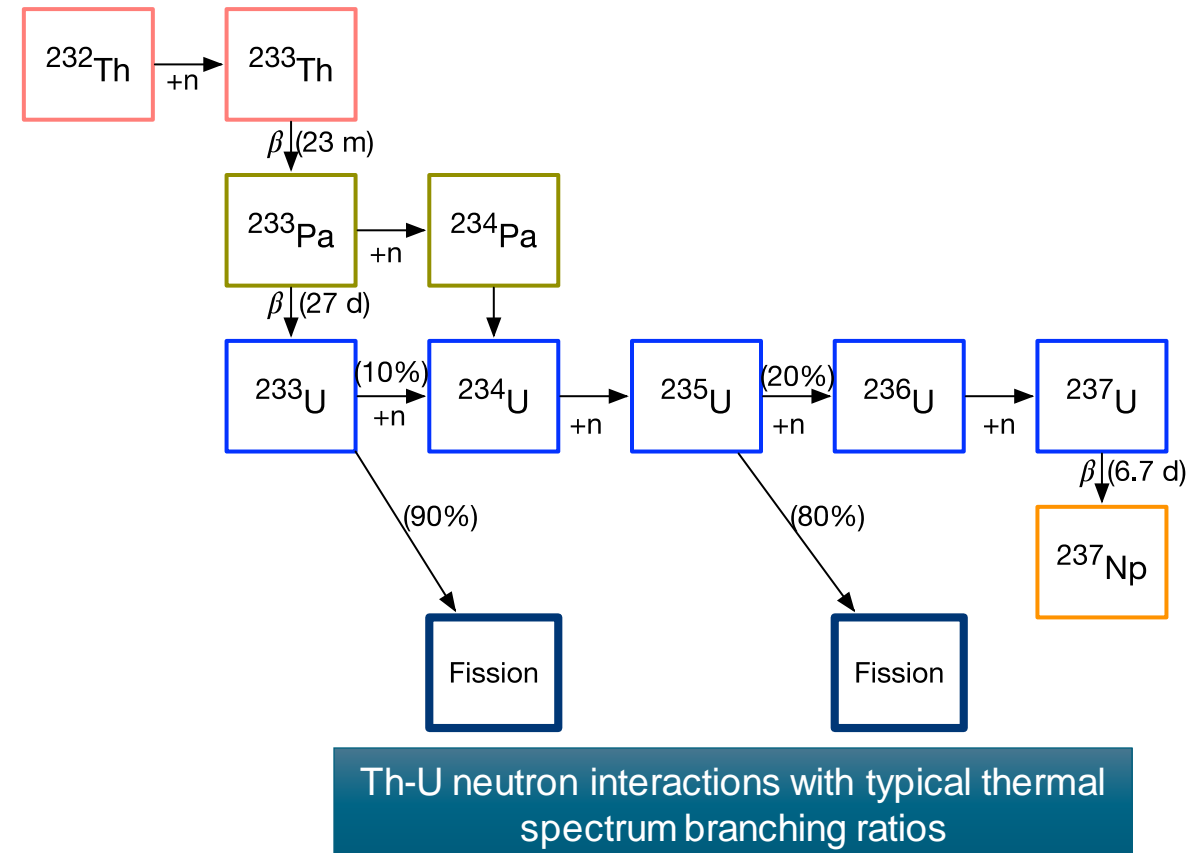 ²³²Th
+n
²³³Th
β (23 m)
²³³Pa
+n
²³⁴Pa
β (27 d)
²³³U
(10%)
+n
²³⁴U
+n
²³⁵U
(20%)
+n
²³⁶U
+n
²³⁷U
β (6.7 d)
(90%)
(80%)
²³⁷Np
Fission
Fission
Th-U neutron interactions with typical thermal
spectrum branching ratios